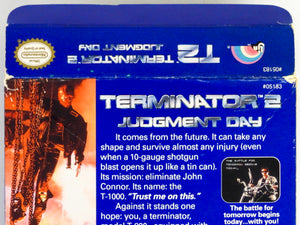 TERMINATOR 2
JUDGMENT DAY
T2
#05183
#05183
TERMINATOR 2
JUDGMENT DAY
It comes from the future. It can take any
shape and survive almost any injury (even
when a 10-gauge shotgun
blast opens it up like a tin can).
Its mission: eliminate John
Connor. Its name: the
T-1000. "Trust me on this."
Against it stands one
hope: you, a terminator,
The battle for
tomorrow begins
today...with you!